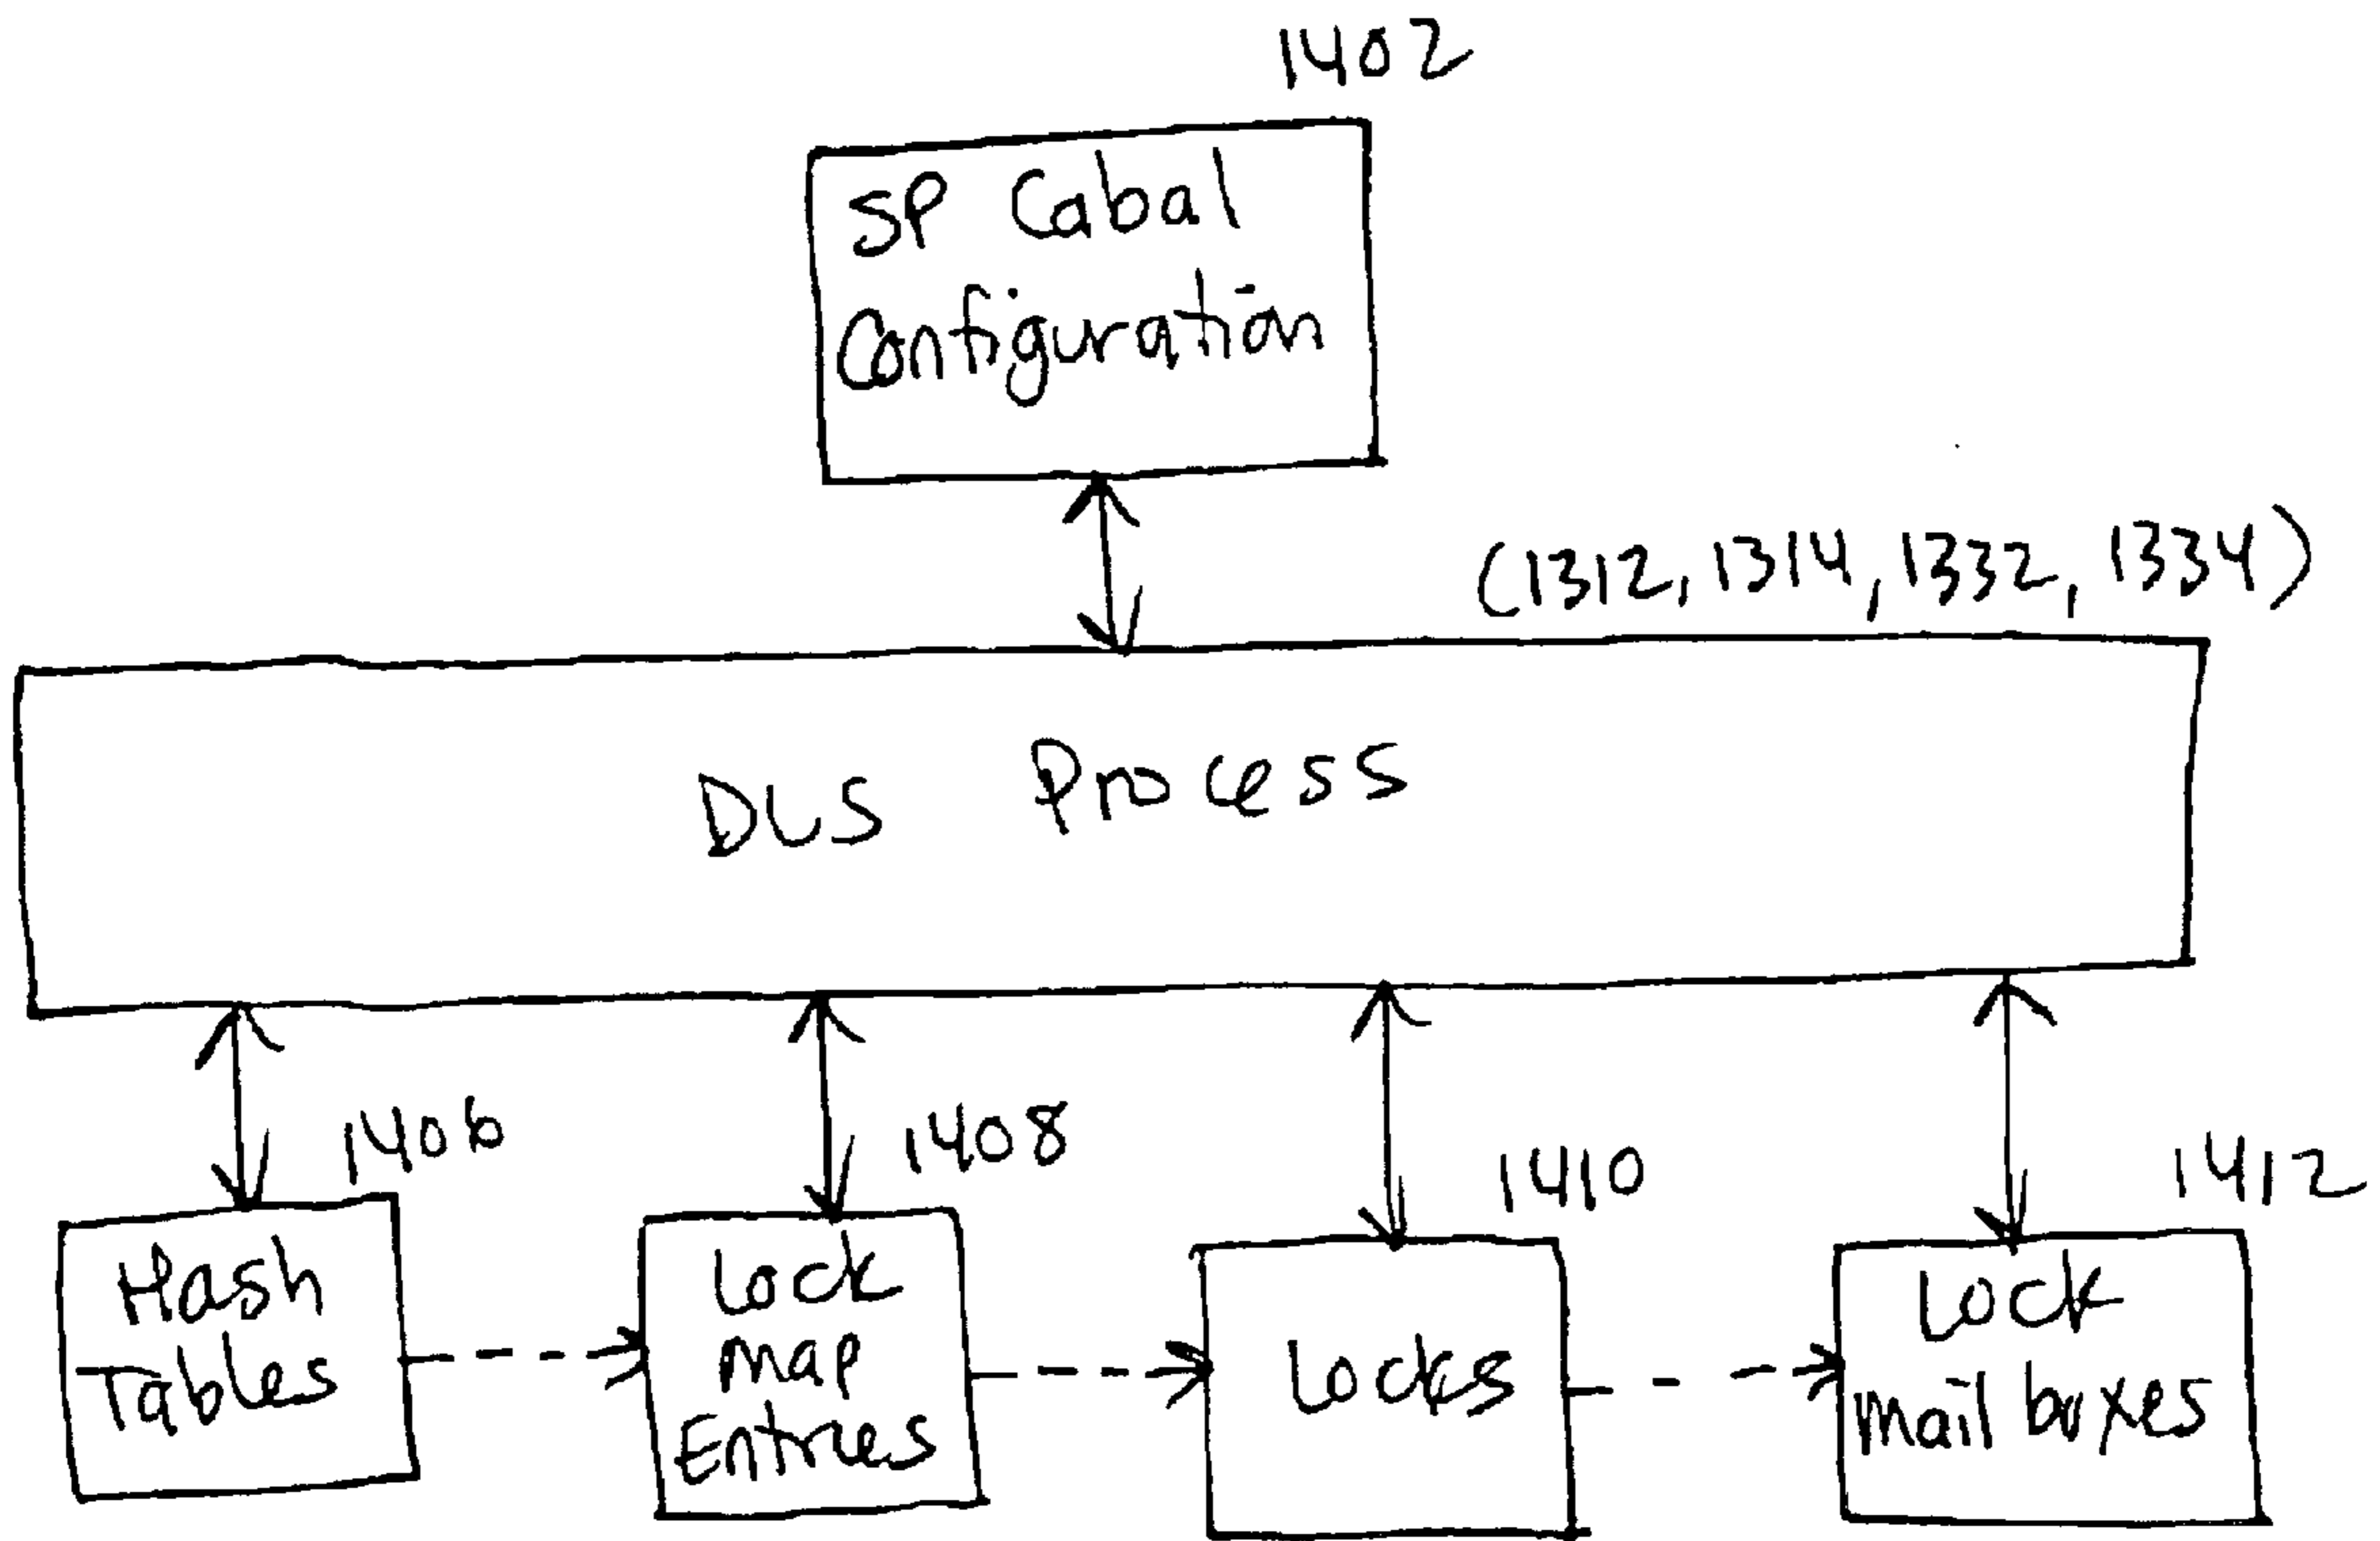 1402
SP Cabal
Configuration
(1312, 1314, 1332, 1334)
DLS Process
1406
1408
1410
1412
Hash
Tables
Lock
Map
Entries
Locks
Lock
mail boxes